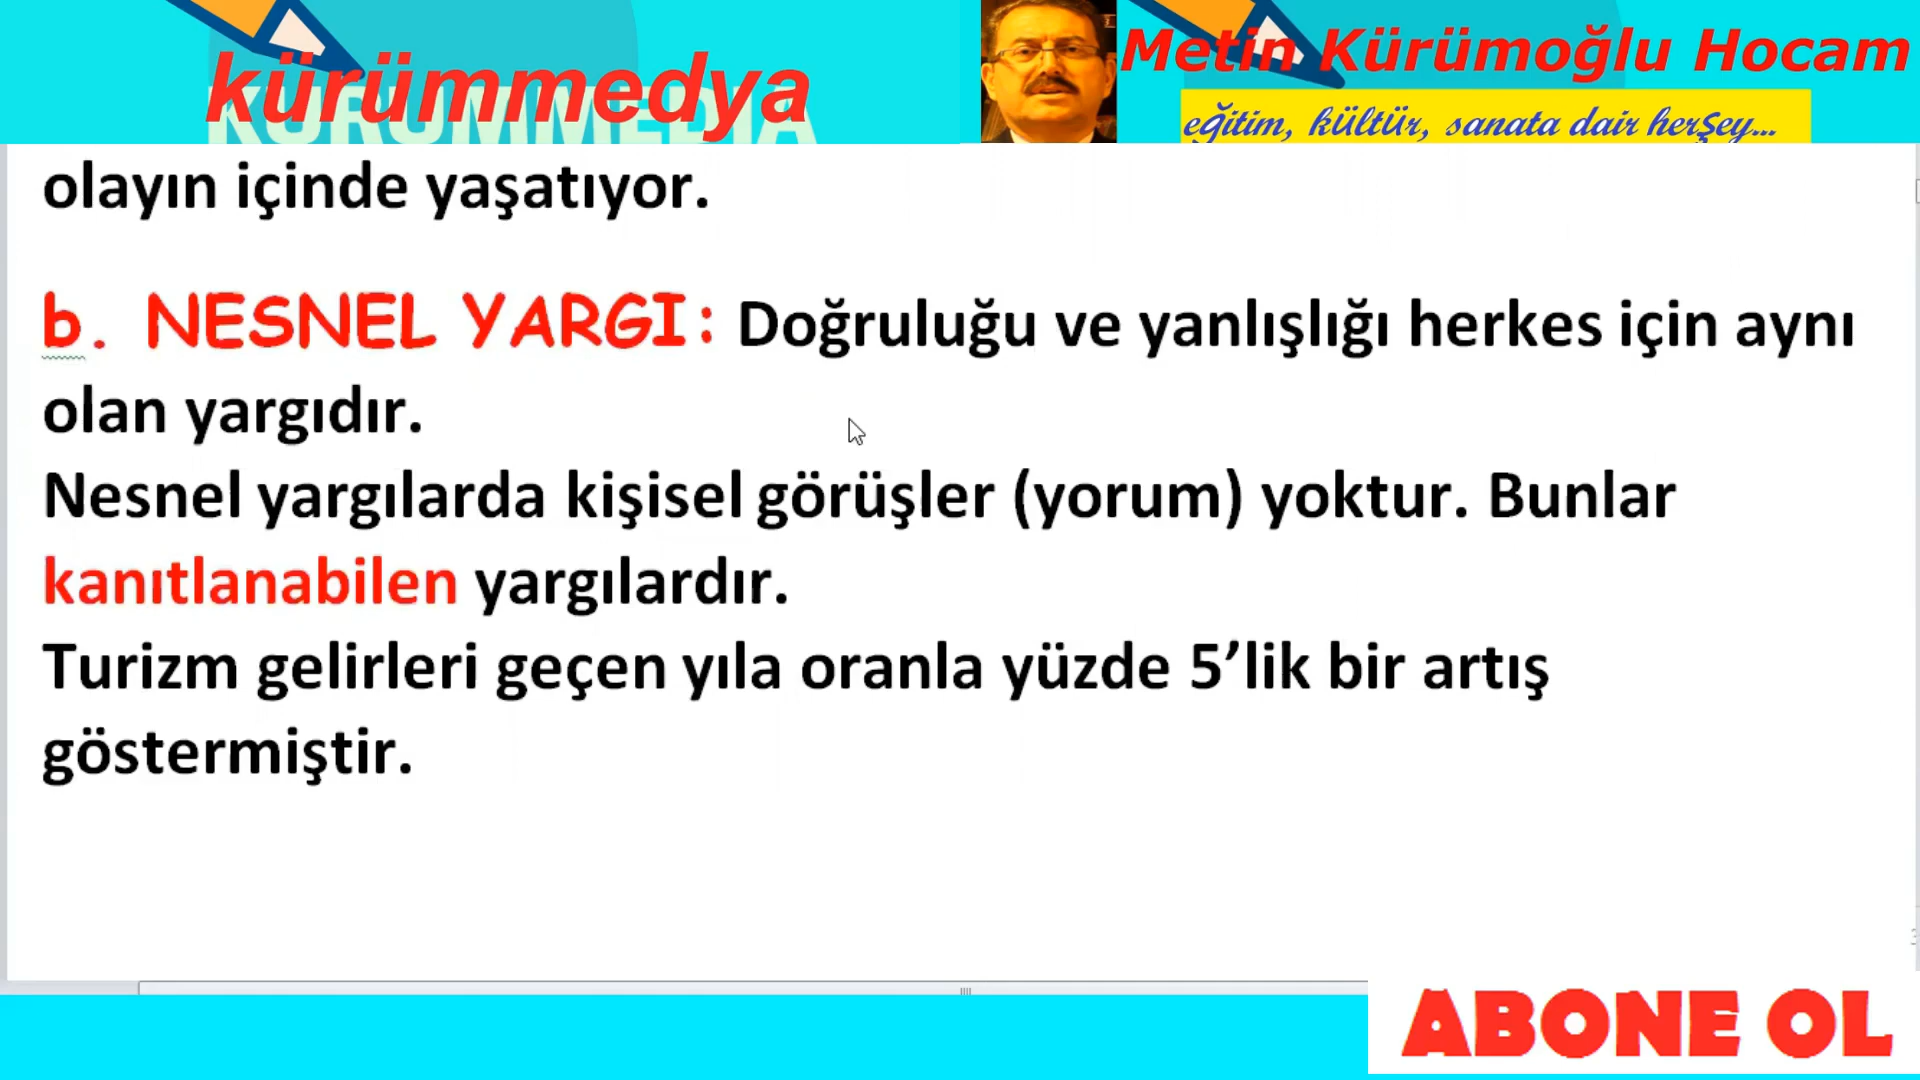 kürümmedya
KÜRÜMMEDIA
Metin Kürümoğlu Hocam
eğitim, kültür, sanata dair herşey...
olayın içinde yaşatıyor.
b. NESNEL YARGI: Doğruluğu ve yanlışlığı herkes için aynı
olan yargıdır.
Nesnel yargılarda kişisel görüşler (yorum) yoktur. Bunlar
kanıtlanabilen yargılardır.
Turizm gelirleri geçen yıla oranla yüzde 5’lik bir artış
göstermiştir.
ABONE OL